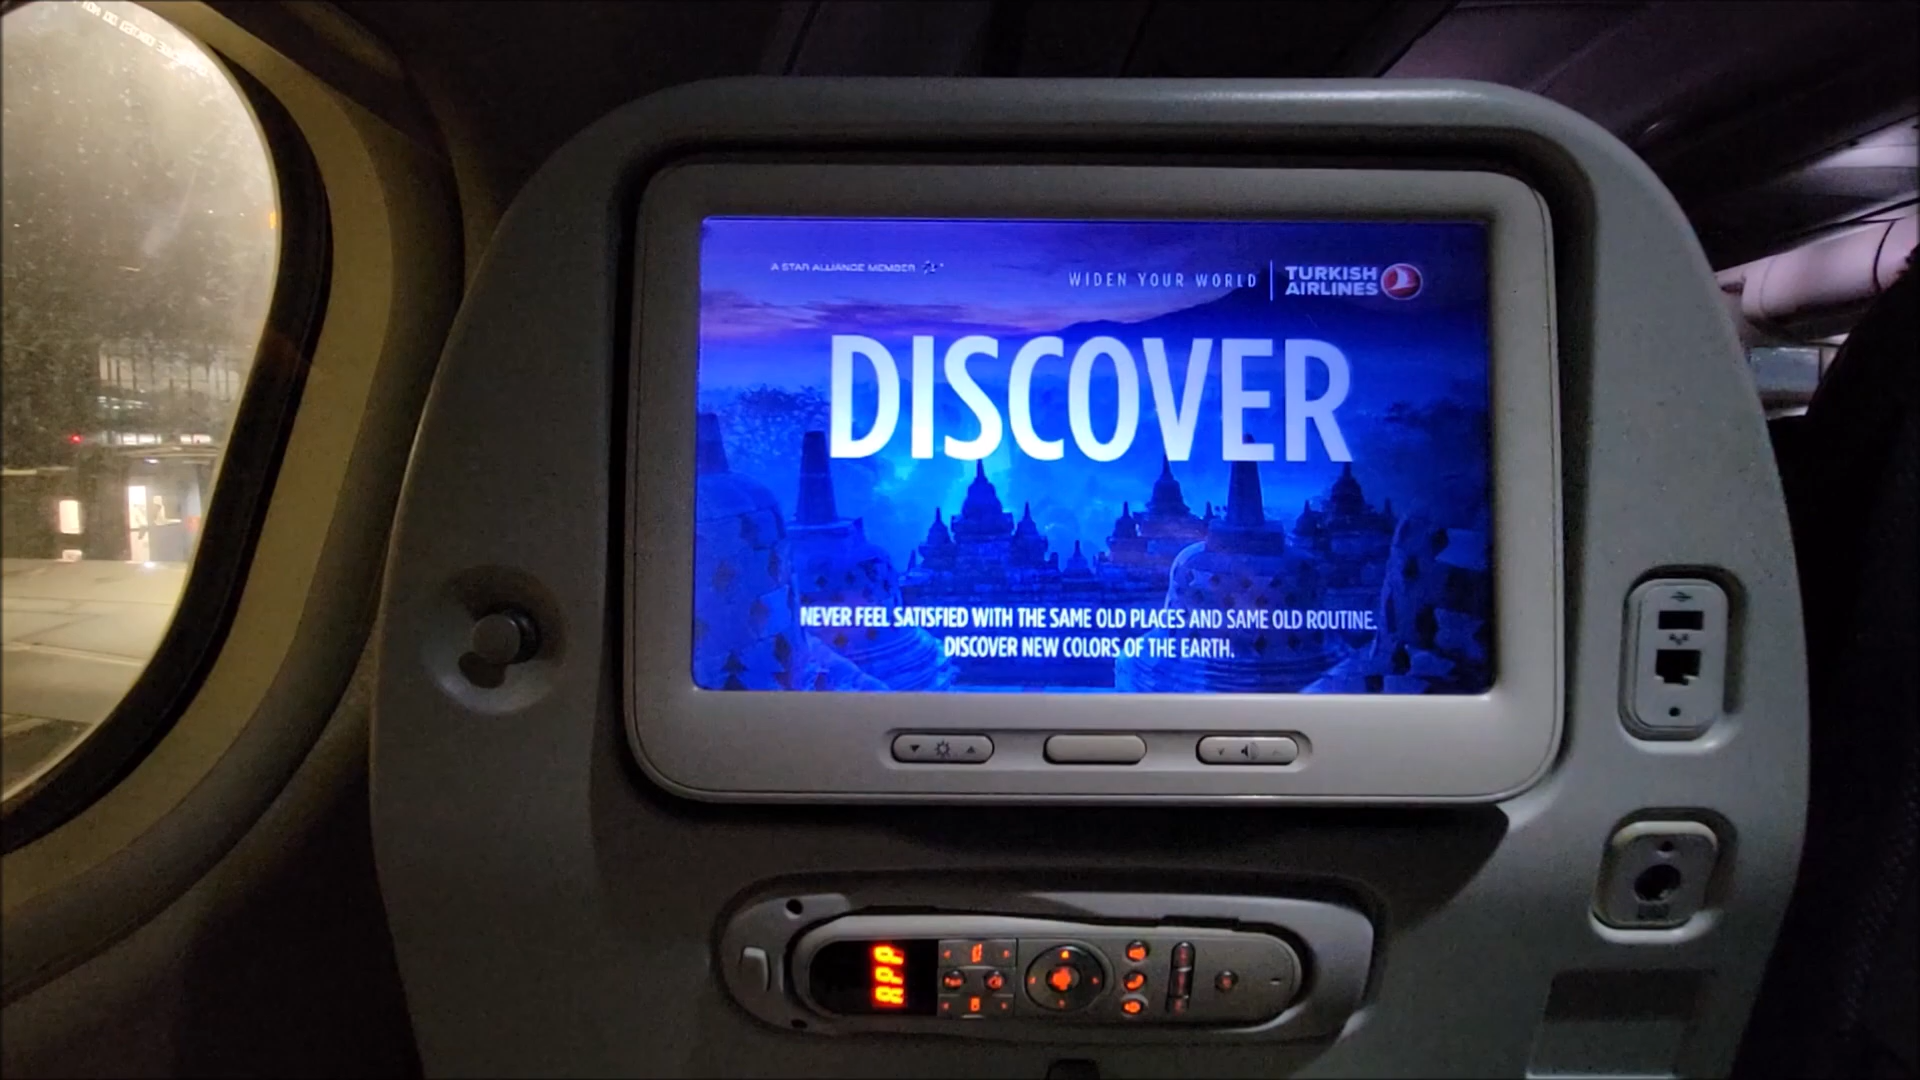 A STAR ALLIANCE MEMBER
WIDEN YOUR WORLD
TURKISH
AIRLINES
DISCOVER
NEVER FEEL SATISFIED WITH THE SAME OLD PLACES AND SAME OLD ROUTINE.
DISCOVER NEW COLORS OF THE EARTH.
APP